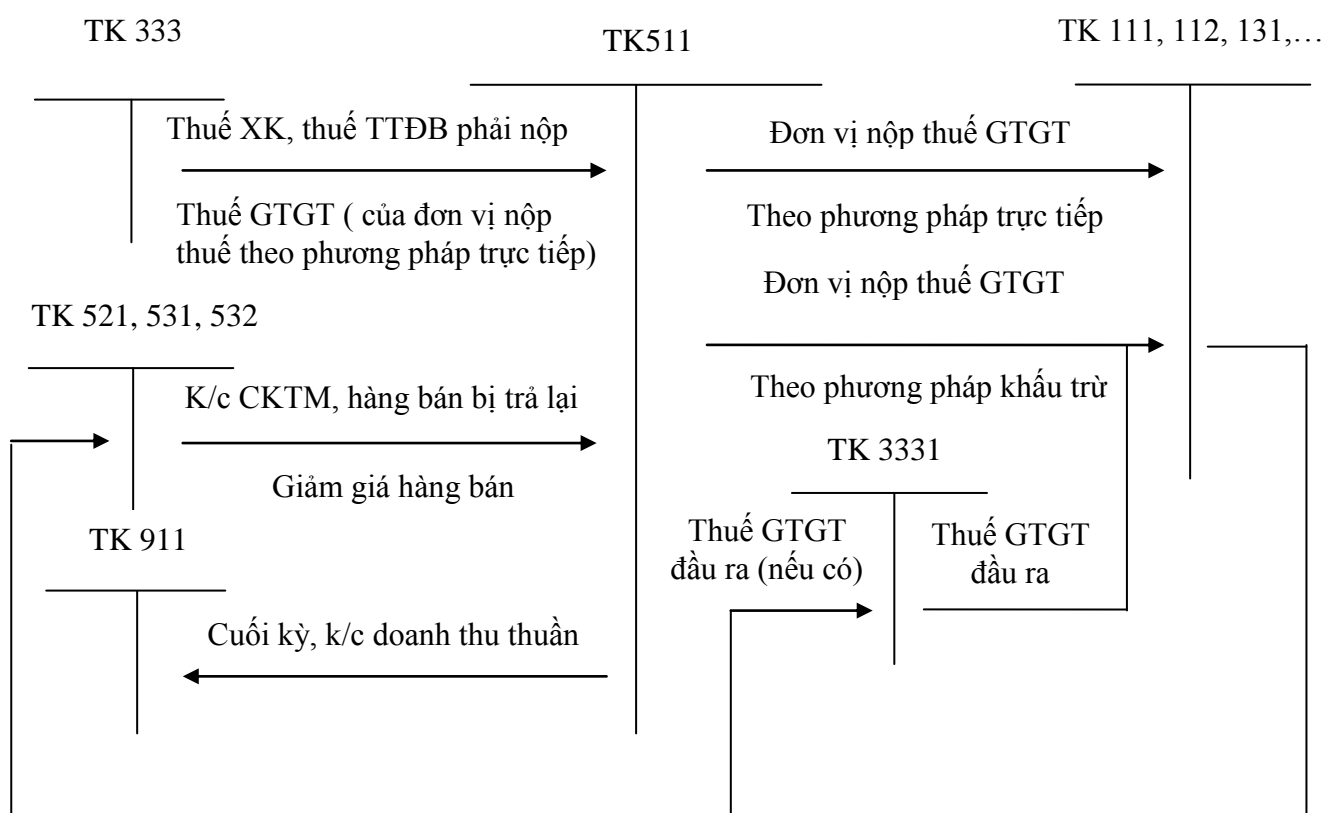 TK 333
TK511
TK 111, 112, 131,…
Thuế XK, thuế TTĐB phải nộp
Thuế GTGT ( của đơn vị nộp
thuế theo phương pháp trực tiếp)
Đơn vị nộp thuế GTGT
Theo phương pháp trực tiếp
Đơn vị nộp thuế GTGT
Theo phương pháp khấu trừ
TK 521, 531, 532
K/c CKTM, hàng bán bị trả lại
Giảm giá hàng bán
TK 3331
Thuế GTGT
đầu ra (nếu có)
Thuế GTGT
đầu ra
TK 911
Cuối kỳ, k/c doanh thu thuần